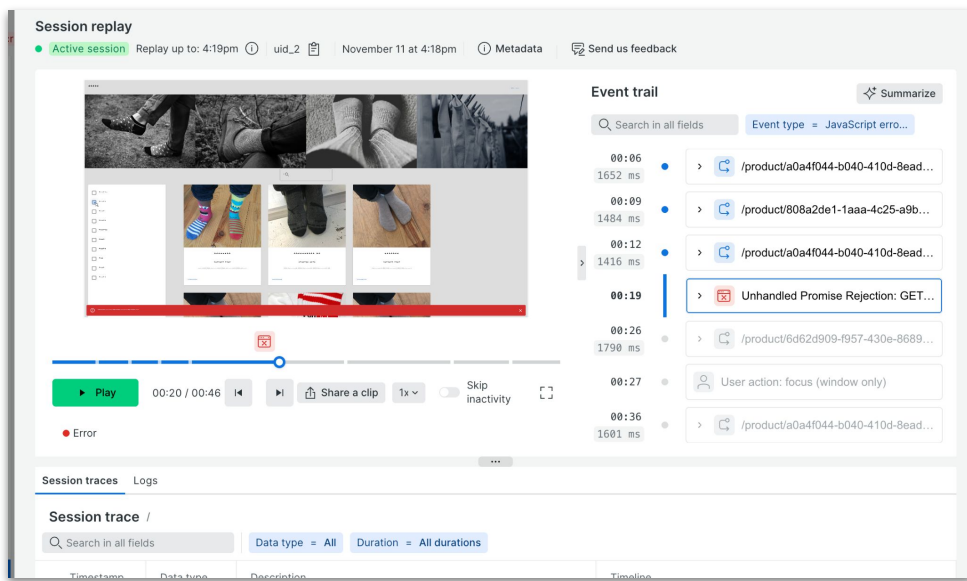 Session replay
Active session Replay up to: 4:19pm uid_2 November 11 at 4:18pm Metadata Send us feedback
Event trail
Summarize
Search in all fields
Event type = JavaScript erro...
00:06
1652 ms
/product/a0a4f044-b040-410d-8ead...
00:09
1484 ms
/product/808a2de1-1aaa-4c25-a9b...
00:12
1416 ms
/product/a0a4f044-b040-410d-8ead...
00:19
Unhandled Promise Rejection: GET...
00:26
1790 ms
/product/6d62d909-f957-430e-8689...
00:27
User action: focus (window only)
00:36
1601 ms
/product/a0a4f044-b040-410d-8ead...
Play 00:20 / 00:46 Share a clip 1x Skip inactivity
Error
Session traces Logs
Session trace /
Search in all fields Data type = All Duration = All durations
Timestamp Data type Description Timeline